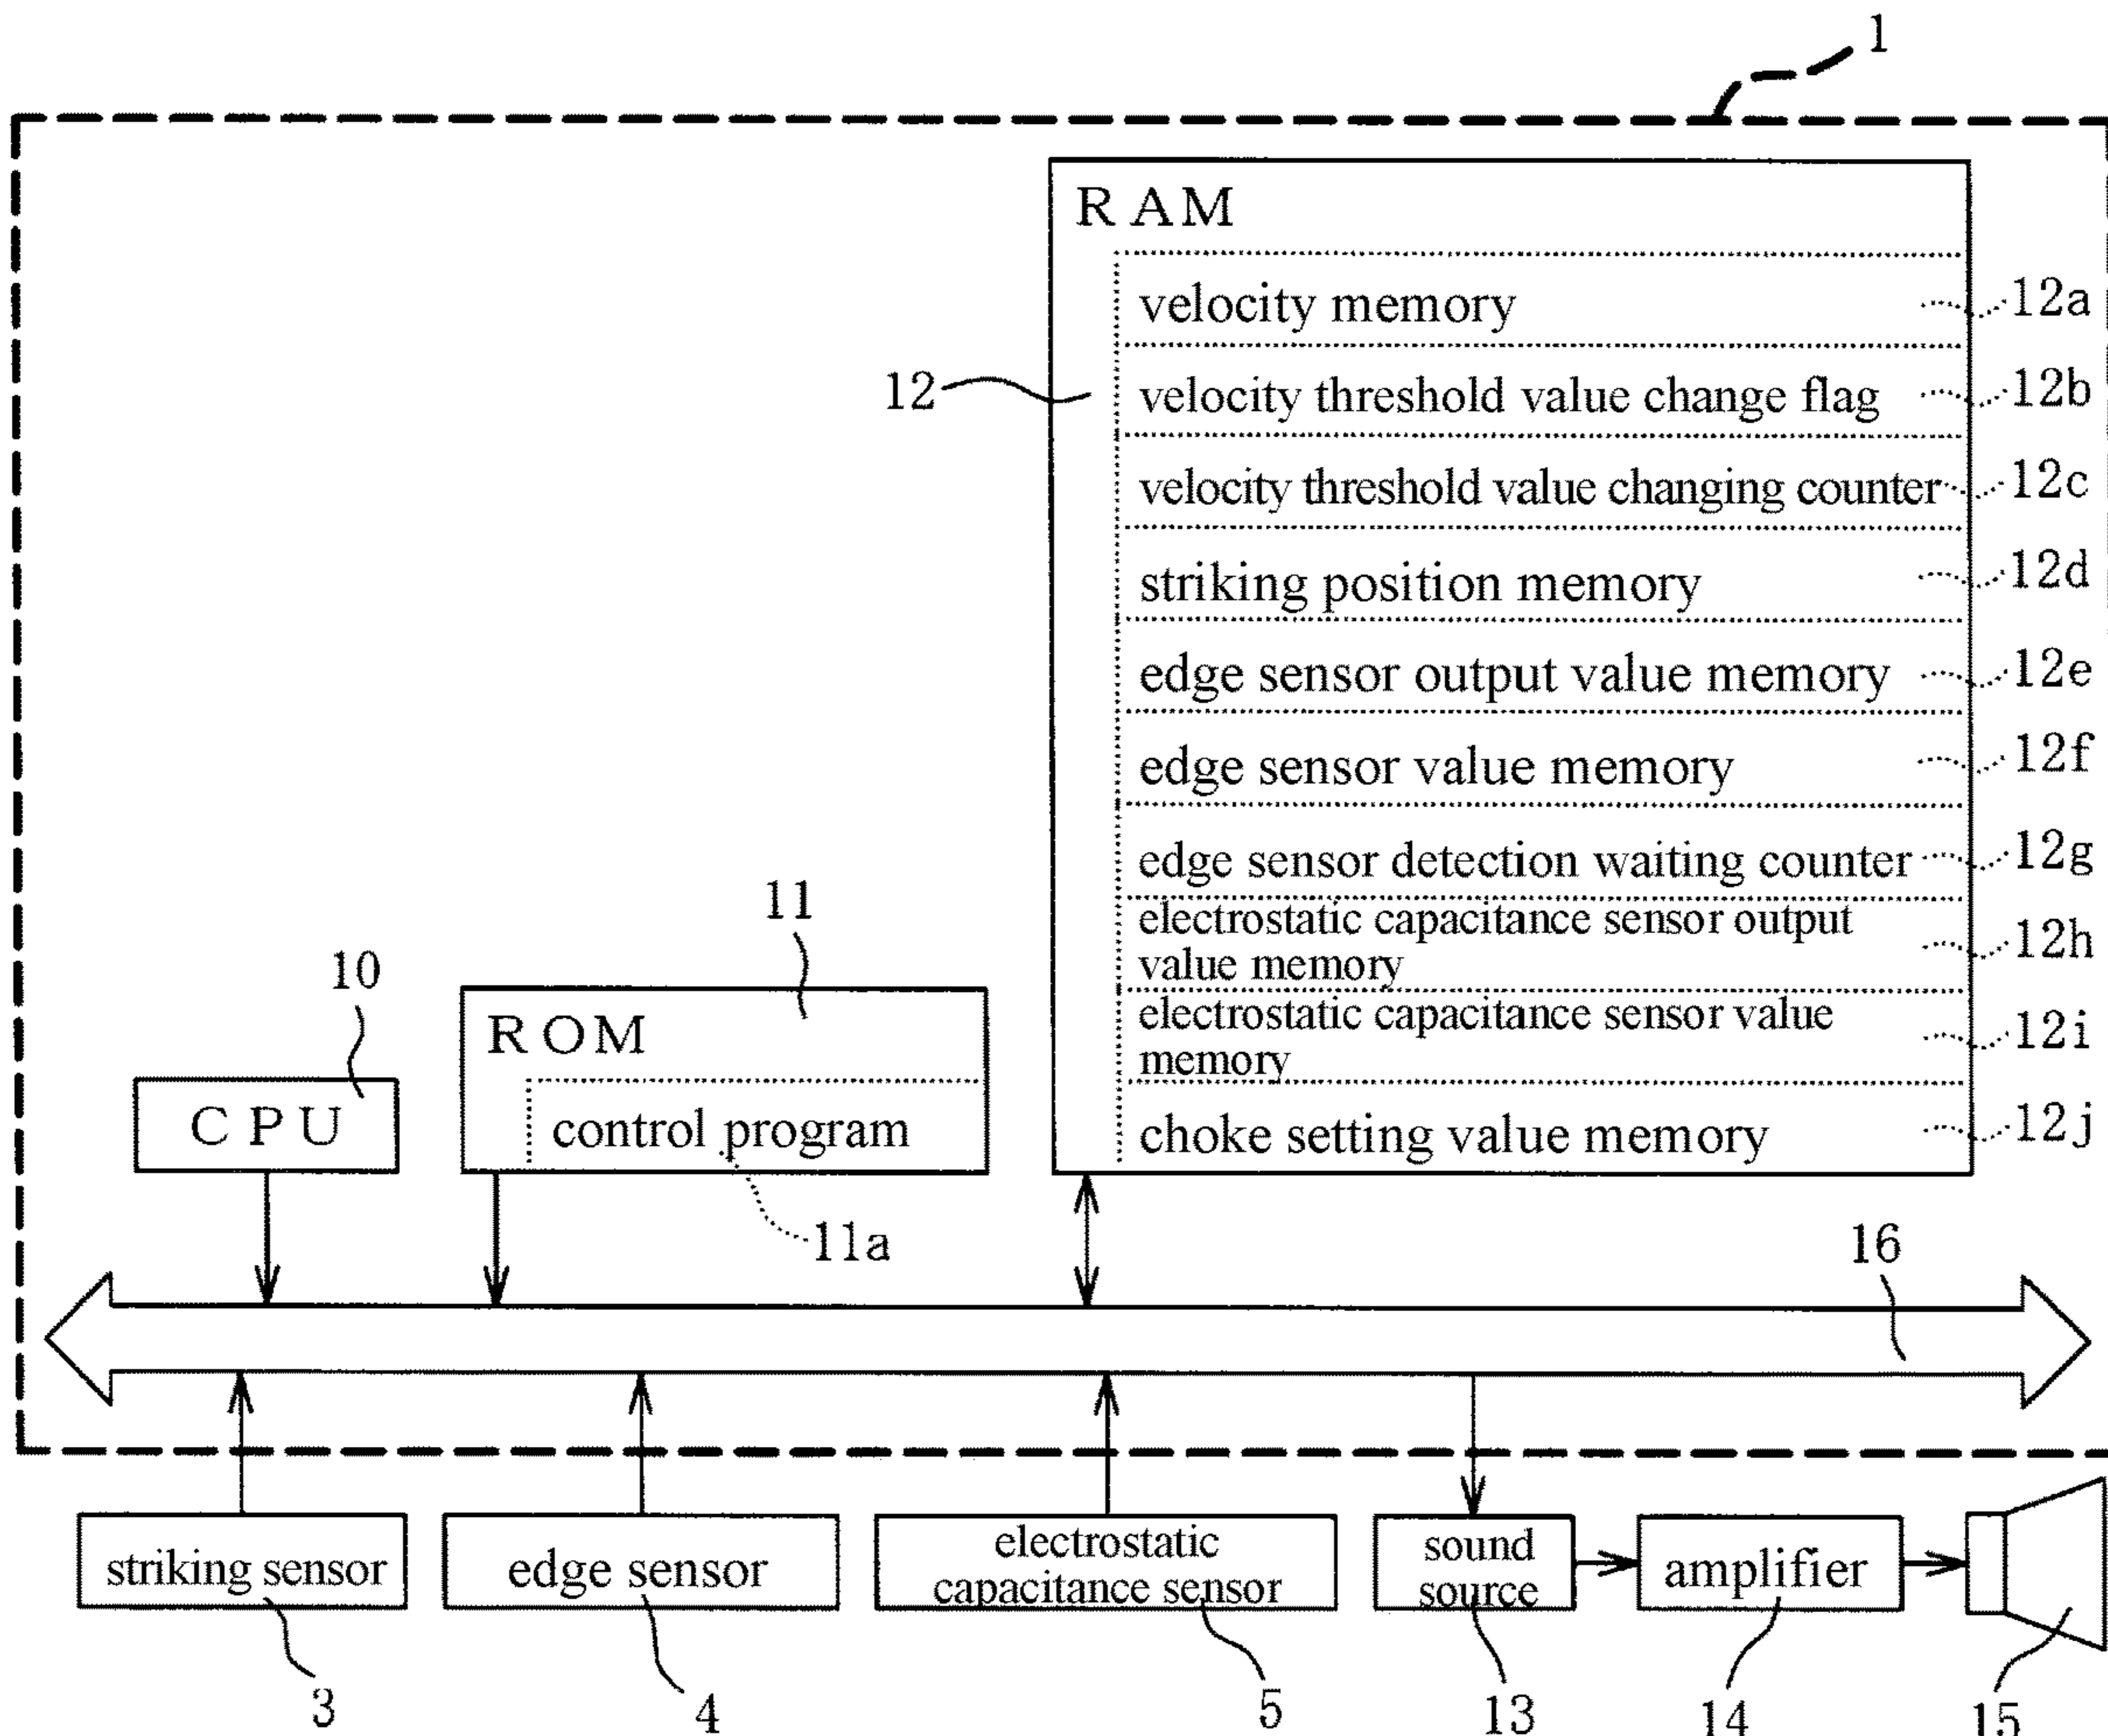 1
RAM
velocity memory
12a
12
velocity threshold value change flag
12b
velocity threshold value changing counter
12c
striking position memory
12d
edge sensor output value memory
12e
edge sensor value memory
12f
edge sensor detection waiting counter
12g
electrostatic capacitance sensor output
value memory
12h
electrostatic capacitance sensor value
memory
12i
choke setting value memory
12j
11
ROM
control program
11a
10
CPU
16
striking sensor
3
edge sensor
4
electrostatic
capacitance sensor
5
sound
source
13
amplifier
14
15